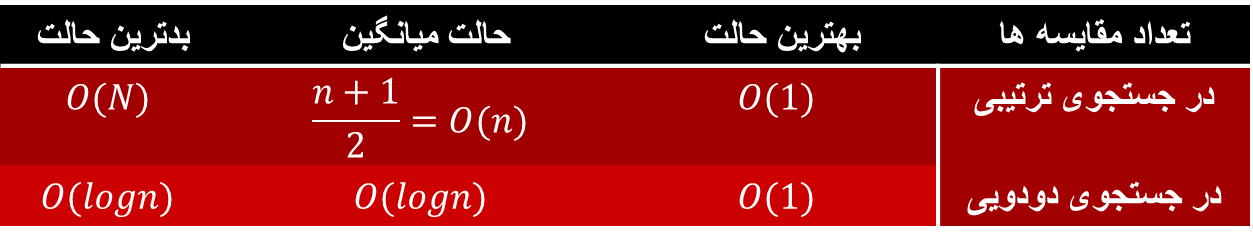 تعداد مقایسه ها بهترین حالت حالت میانگین بدترین حالت
در جستجوی ترتیبی O(1) n + 1 / 2 = O(n) O(N)
در جستجوی دودویی O(1) O(logn) O(logn)